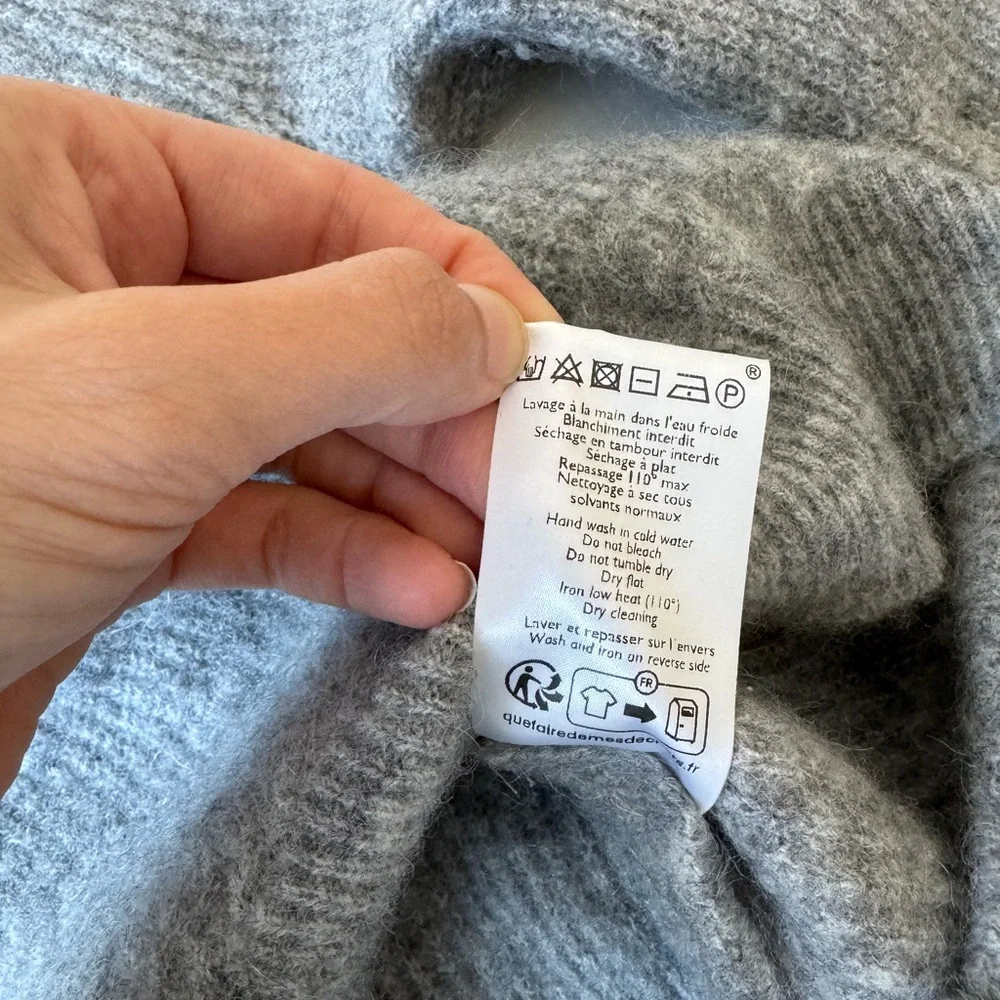 ®
P
Lavage à la main dans l'eau froide
Blanchiment interdit
Séchage en tambour interdit
Séchage à plat
Repassage 110° max
Nettoyage à sec tous
solvants normaux
Hand wash in cold water
Do not bleach
Do not tumble dry
Dry flat
Iron low heat (110°)
Dry cleaning
Laver et repasser sur l'envers
Wash and iron on reverse side
FR